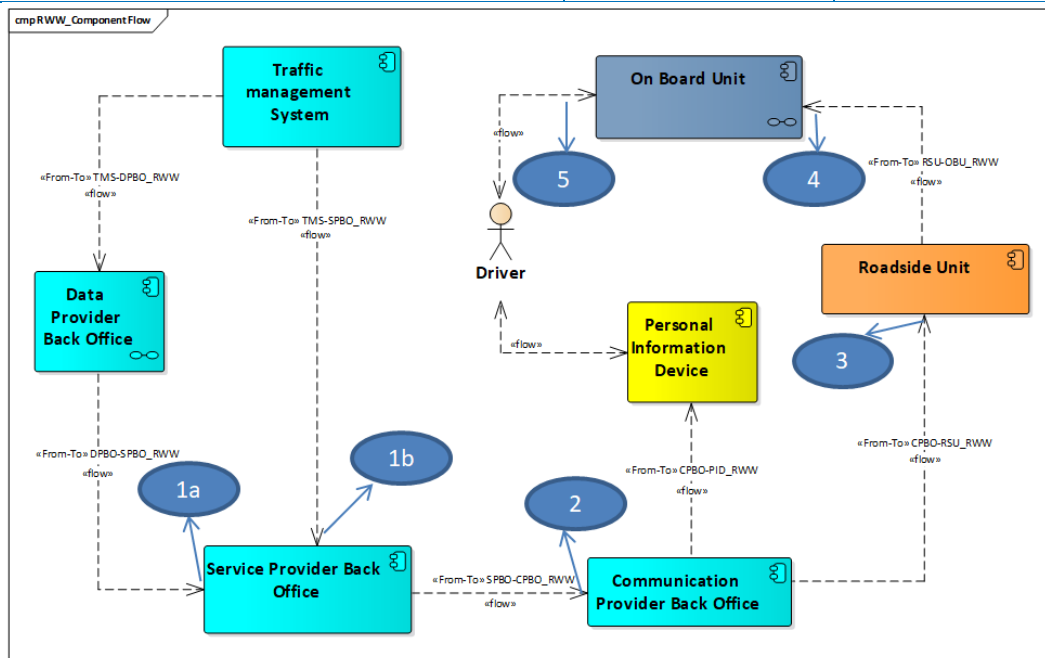 cmp RWW_Component Flow
Traffic
management
System
On Board Unit
«flow»
5
4
«From-To» TMS-DPBO_RWW
«flow»
«From-To» RSU-OBU_RWW
«flow»
«From-To» TMS-SPBO_RWW
«flow»
Driver
Roadside Unit
Data
Provider
Back Office
Personal
Information
Device
«flow»
3
«From-To» DPBO-SPBO_RWW
«flow»
1a
1b
«From-To» CPBO-PID_RWW
«flow»
«From-To» CPBO-RSU_RWW
«flow»
2
Service Provider Back
Office
«From-To» SPBO-CPBO_RWW
«flow»
Communication
Provider Back Office